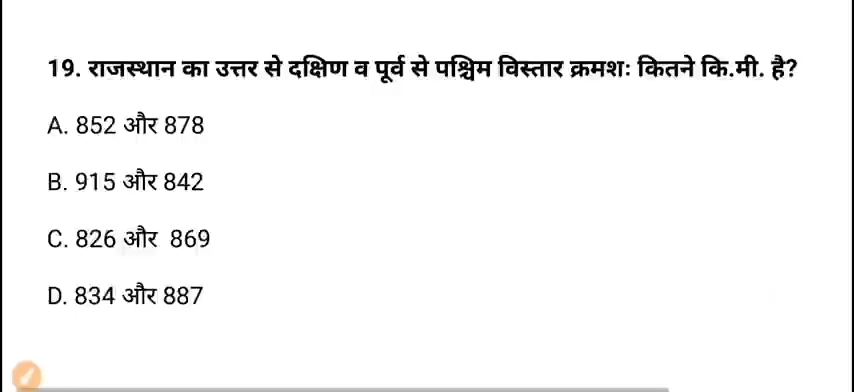 19. राजस्थान का उत्तर से दक्षिण व पूर्व से पश्चिम विस्तार क्रमशः कितने कि.मी. है?
A. 852 और 878
B. 915 और 842
C. 826 और 869
D. 834 और 887